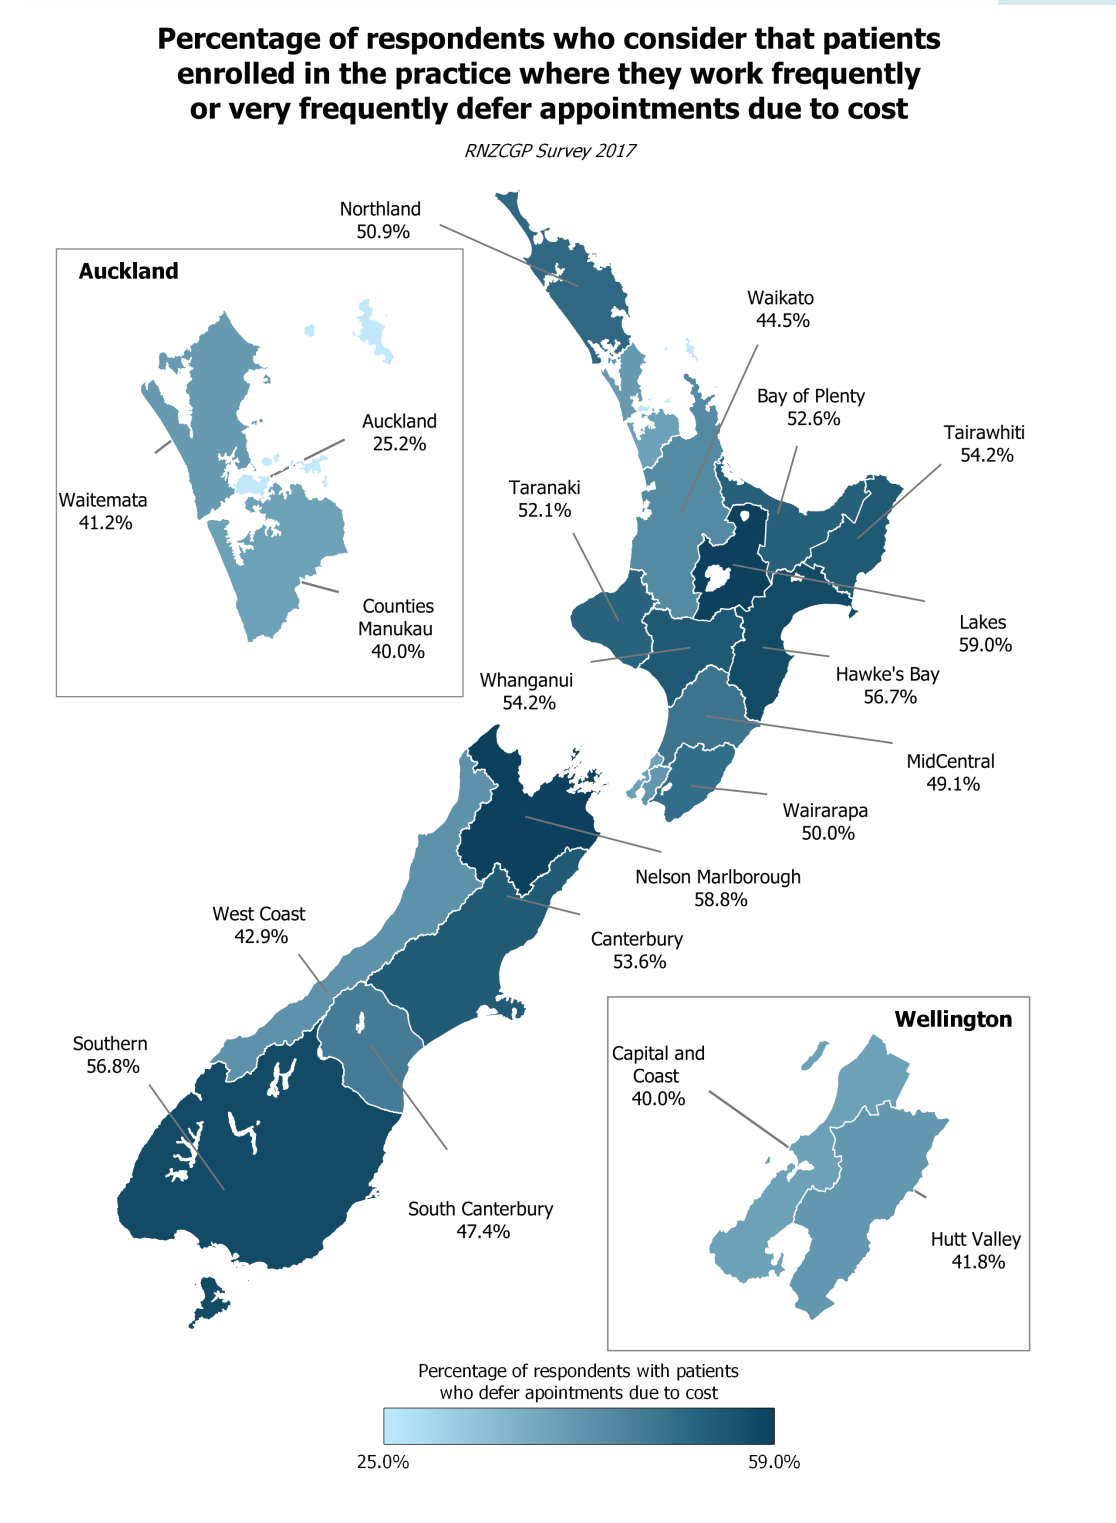 Percentage of respondents who consider that patients
enrolled in the practice where they work frequently
or very frequently defer appointments due to cost
RNZCGP Survey 2017
Northland
50.9%
Auckland
Waikato
44.5%
Bay of Plenty
52.6%
Auckland
25.2%
Tairawhiti
54.2%
Taranaki
52.1%
Waitemata
41.2%
Counties
Manukau
40.0%
Lakes
59.0%
Whanganui
54.2%
Hawke's Bay
56.7%
MidCentral
49.1%
Wairarapa
50.0%
Nelson Marlborough
58.8%
West Coast
42.9%
Canterbury
53.6%
Wellington
Southern
56.8%
Capital and
Coast
40.0%
South Canterbury
47.4%
Hutt Valley
41.8%
Percentage of respondents with patients
who defer apointments due to cost
25.0%
59.0%